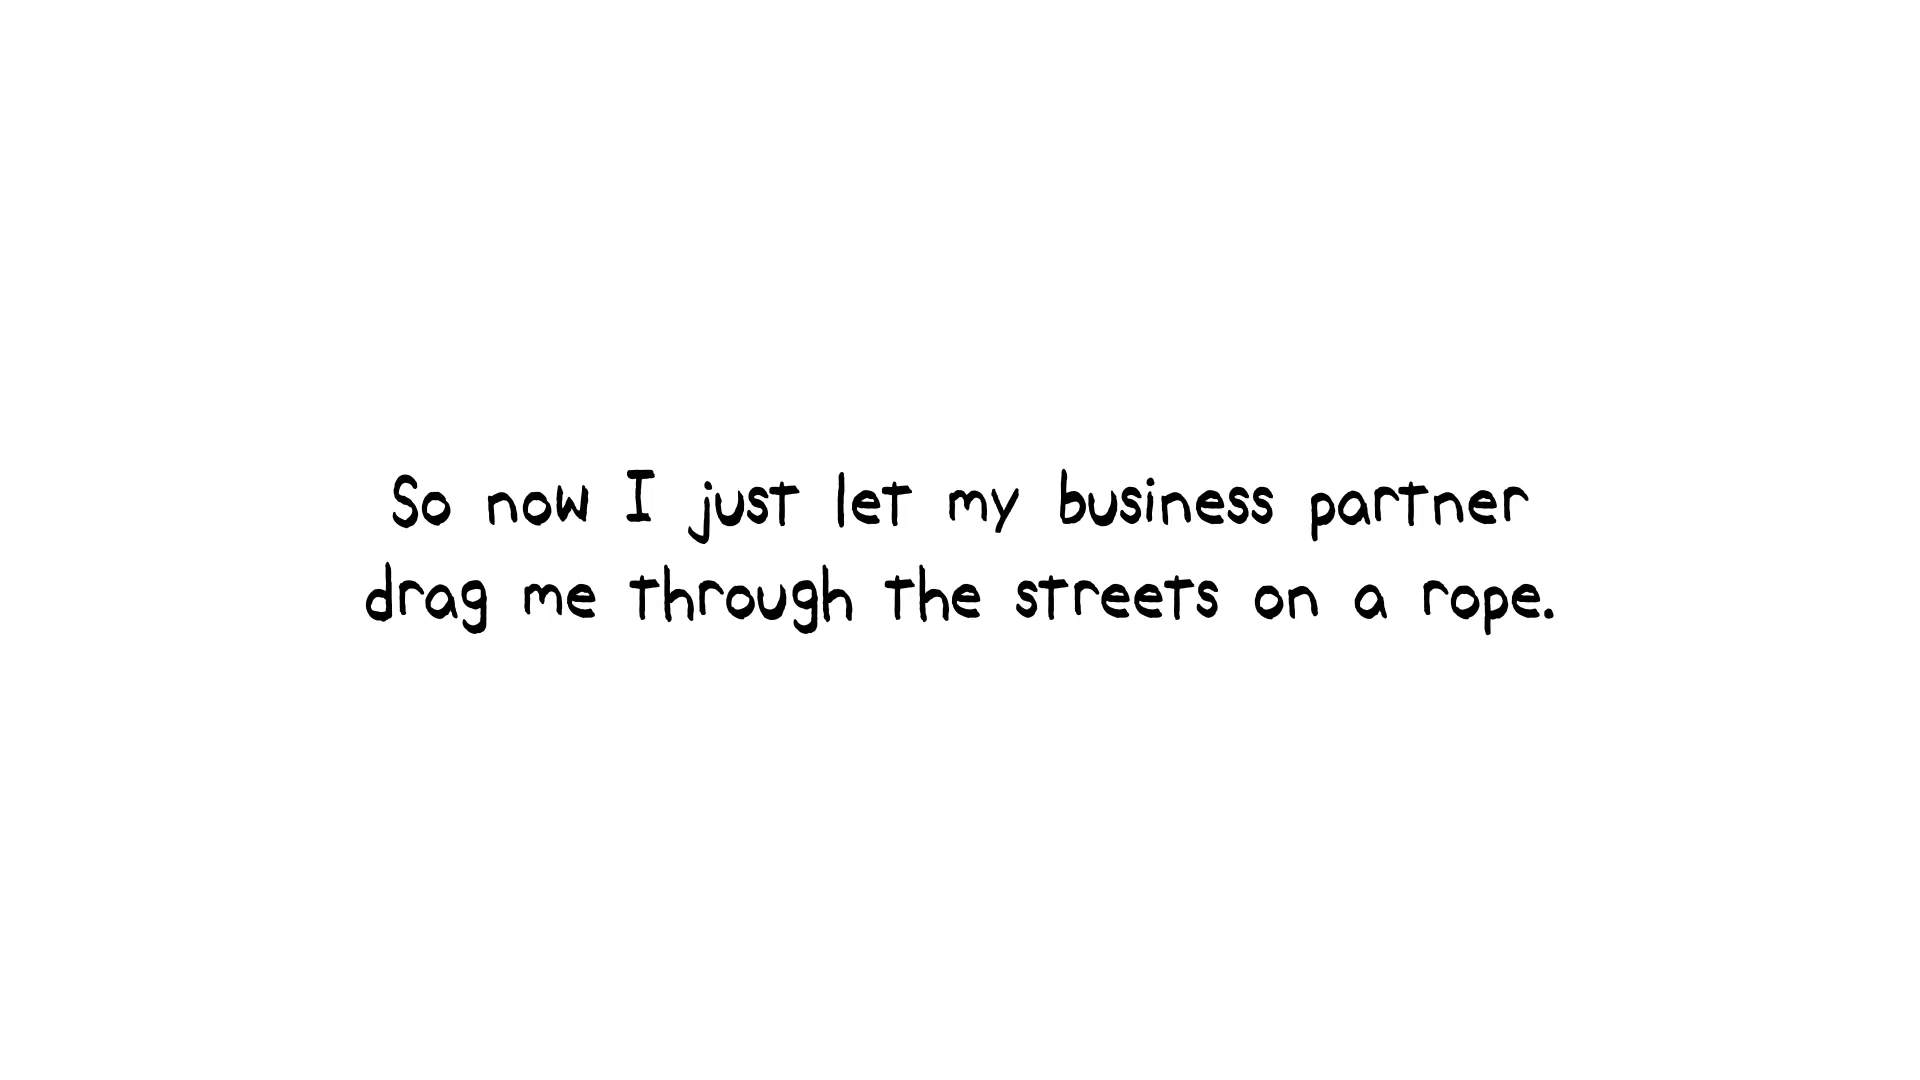 So now I just let my business partner
drag me through the streets on a rope.